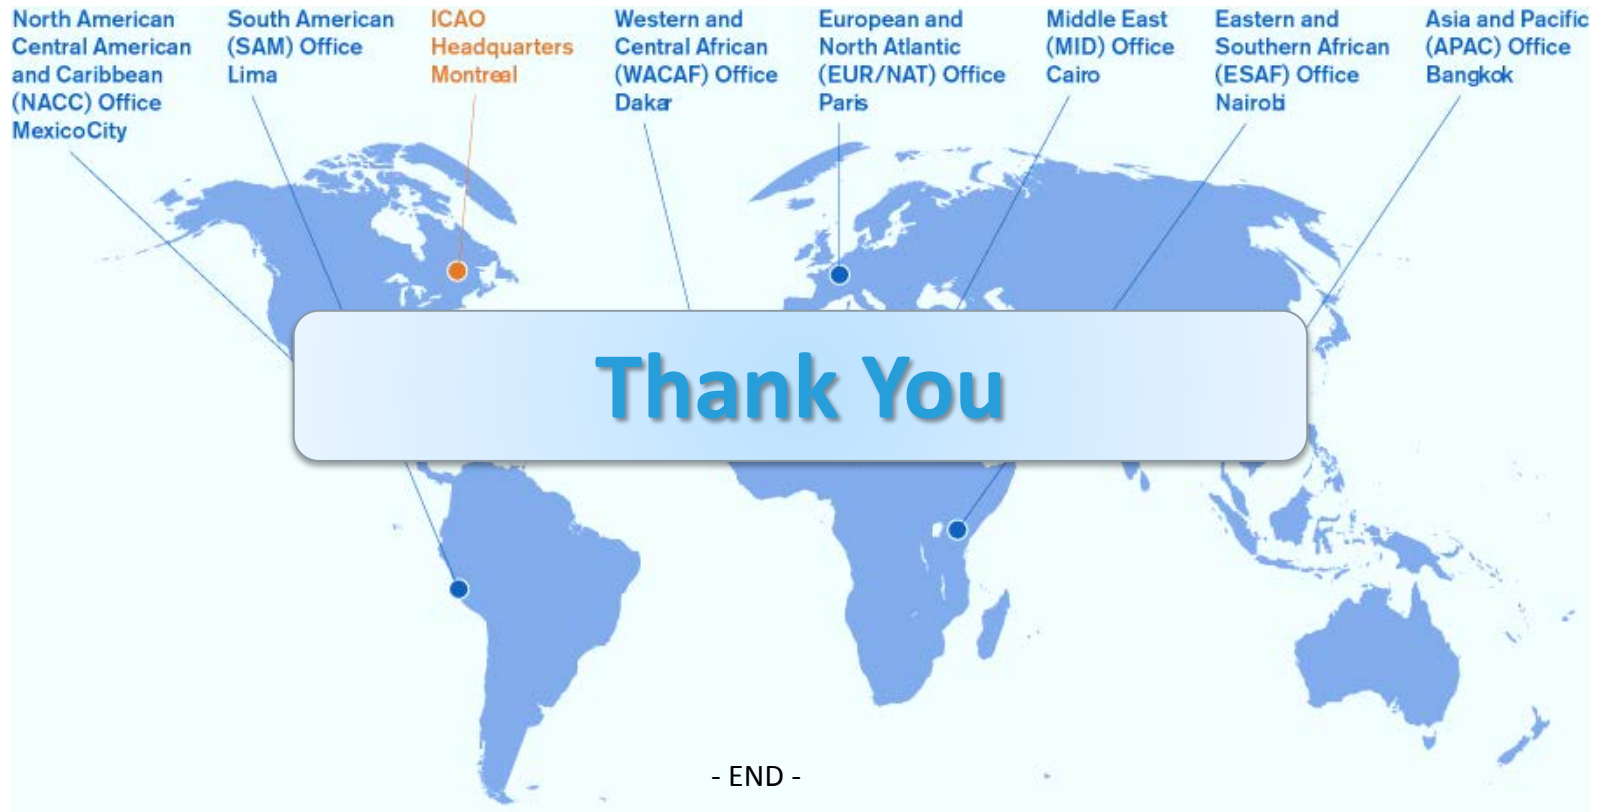 North American
Central American
and Caribbean
(NACC) Office
MexicoCity
South American
(SAM) Office
Lima
ICAO
Headquarters
Montreal
Western and
Central African
(WACAF) Office
Dakar
European and
North Atlantic
(EUR/NAT) Office
Paris
Middle East
(MID) Office
Cairo
Eastern and
Southern African
(ESAF) Office
Nairobi
Asia and Pacific
(APAC) Office
Bangkok
Thank You
- END -